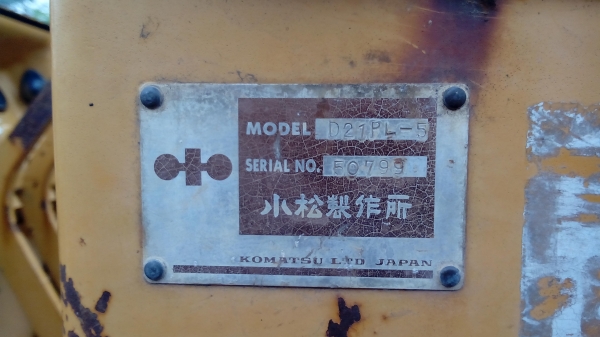 MODEL D21PL-5
SERIAL NO. 50799
小松製作所
KOMATSU LTD JAPAN